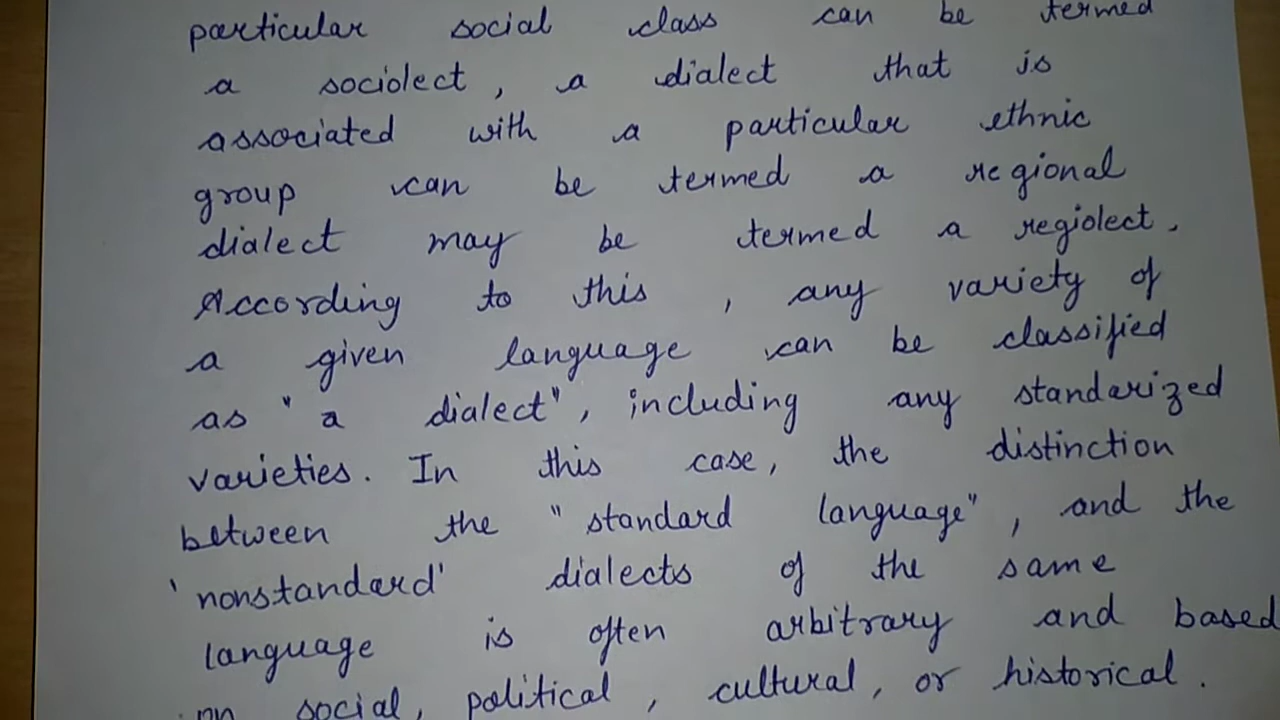 particular social class can be termed
a sociolect, a dialect that is
associated with a particular ethnic
group can be termed a regional
dialect may be termed a regiolect.
According to this, any variety of
a given language can be classified
as "a dialect", including any standarized
varieties. In this case, the distinction
between the "standard language", and the
'nonstandard' dialects of the same
language is often arbitrary and based
on social, political, cultural, or historical.